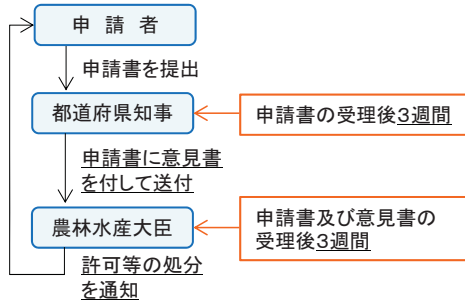 申請者
申請書を提出
都道府県知事
申請書の受理後3週間
申請書に意見書
を付して送付
農林水産大臣
申請書及び意見書の
受理後3週間
許可等の処分
を通知